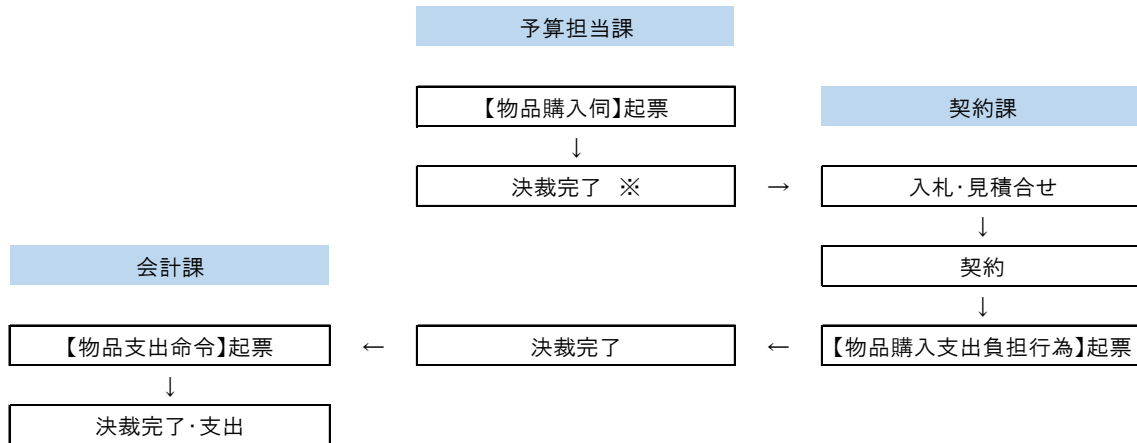 予算担当課
【物品購入伺】起票
契約課
↓
決裁完了 ※
→
入札・見積合せ
↓
会計課
契約
↓
【物品支出命令】起票
←
決裁完了
←
【物品購入支出負担行為】起票
↓
決裁完了・支出